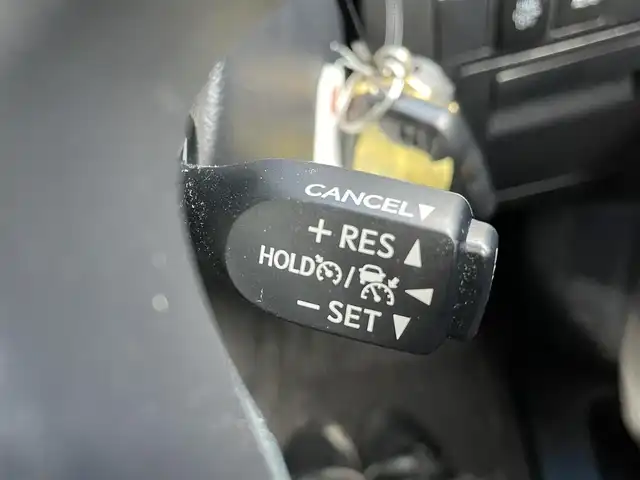 CANCEL▼
+ RES ▲
HOLD /
− SET ▼